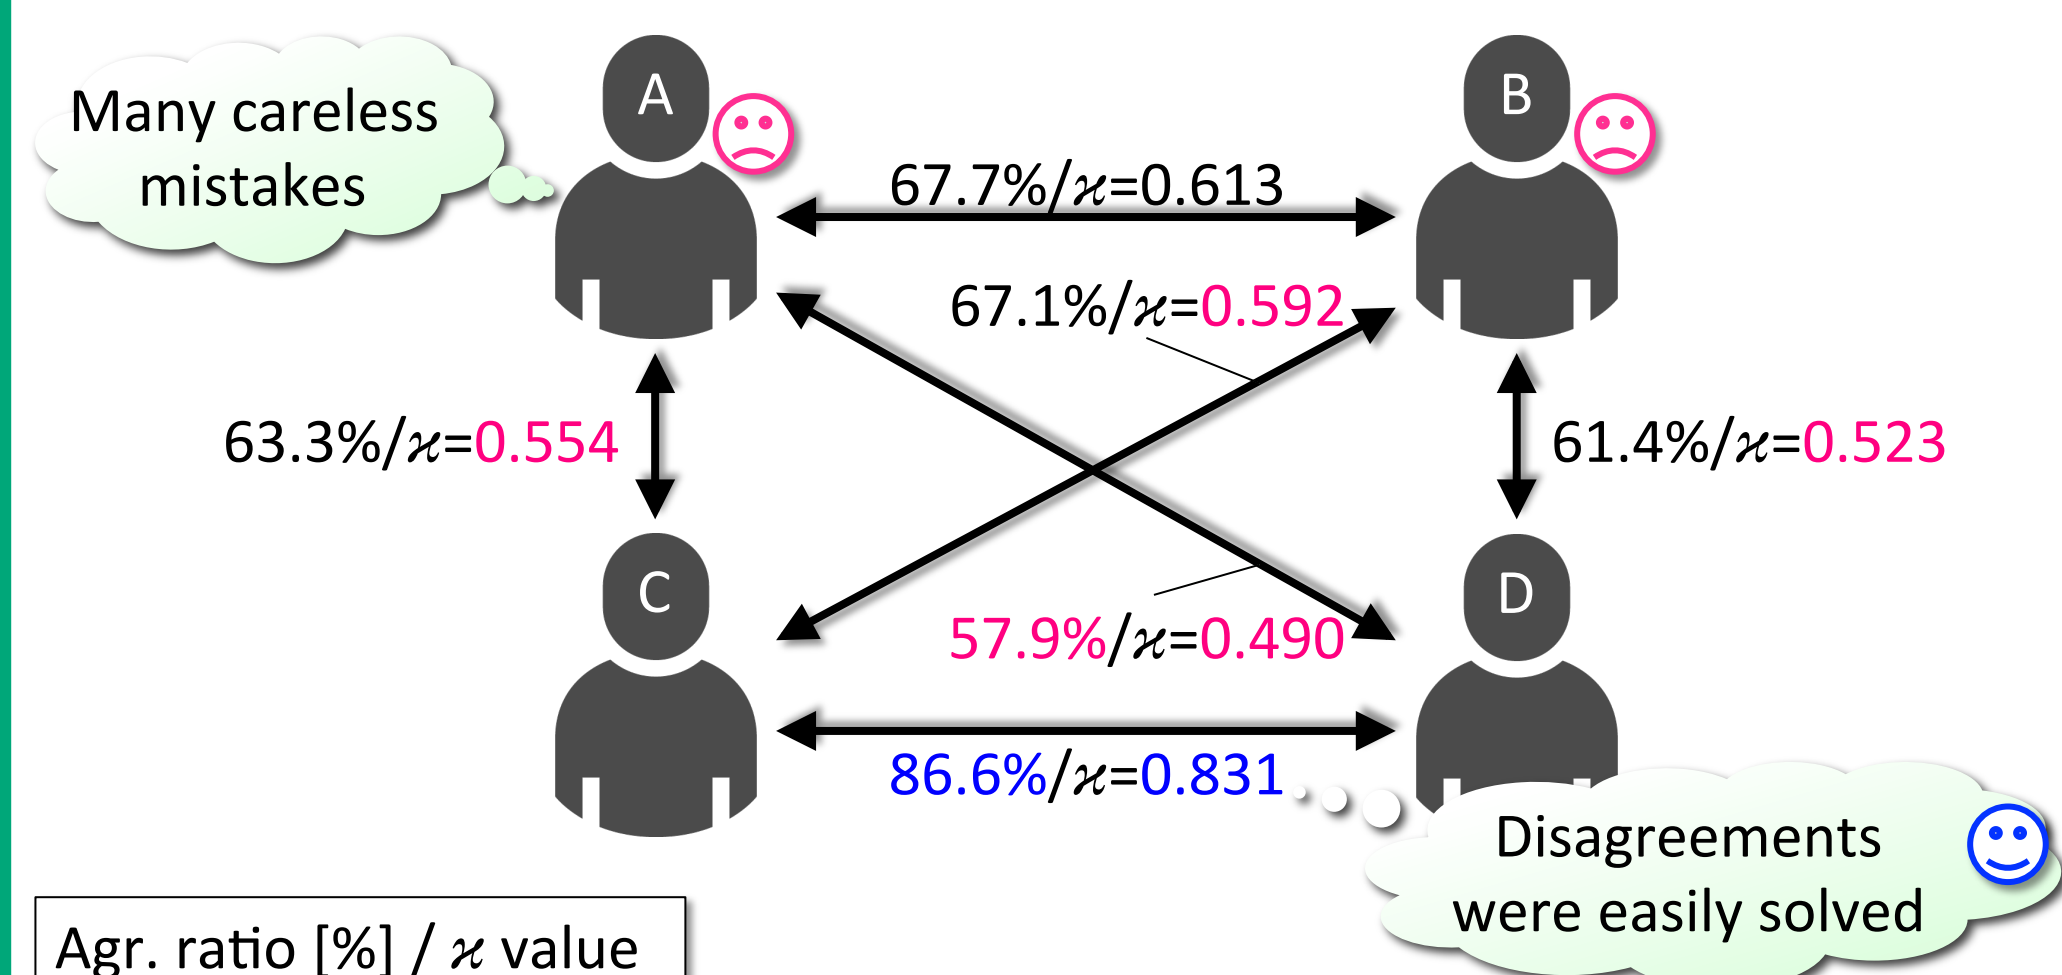 Many careless
mistakes
A
B
67.7%/ϰ=0.613
67.1%/ϰ=0.592
63.3%/ϰ=0.554
61.4%/ϰ=0.523
C
D
57.9%/ϰ=0.490
86.6%/ϰ=0.831
Disagreements
were easily solved
Agr. ratio [%] / ϰ value